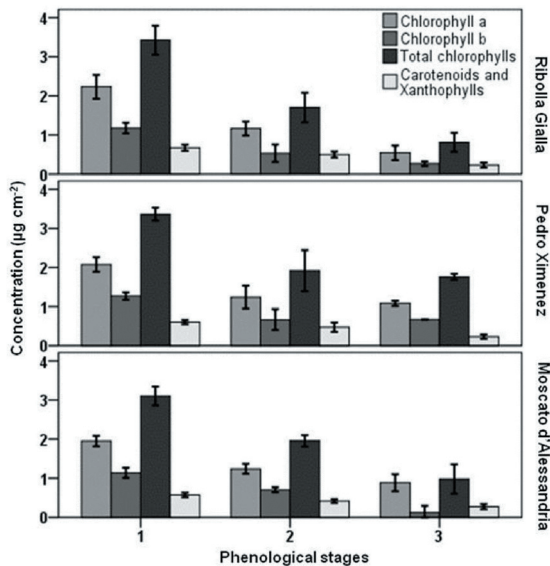 Chlorophyll a
Chlorophyll b
Total chlorophylls
Carotenoids and
Xanthophylls
4
3
2
1
0
Ribolla Gialla
4
3
2
1
0
Pedro Ximenez
4
3
2
1
0
Moscato d'Alessandria
Concentration (µg cm⁻²)
1 2 3
Phenological stages